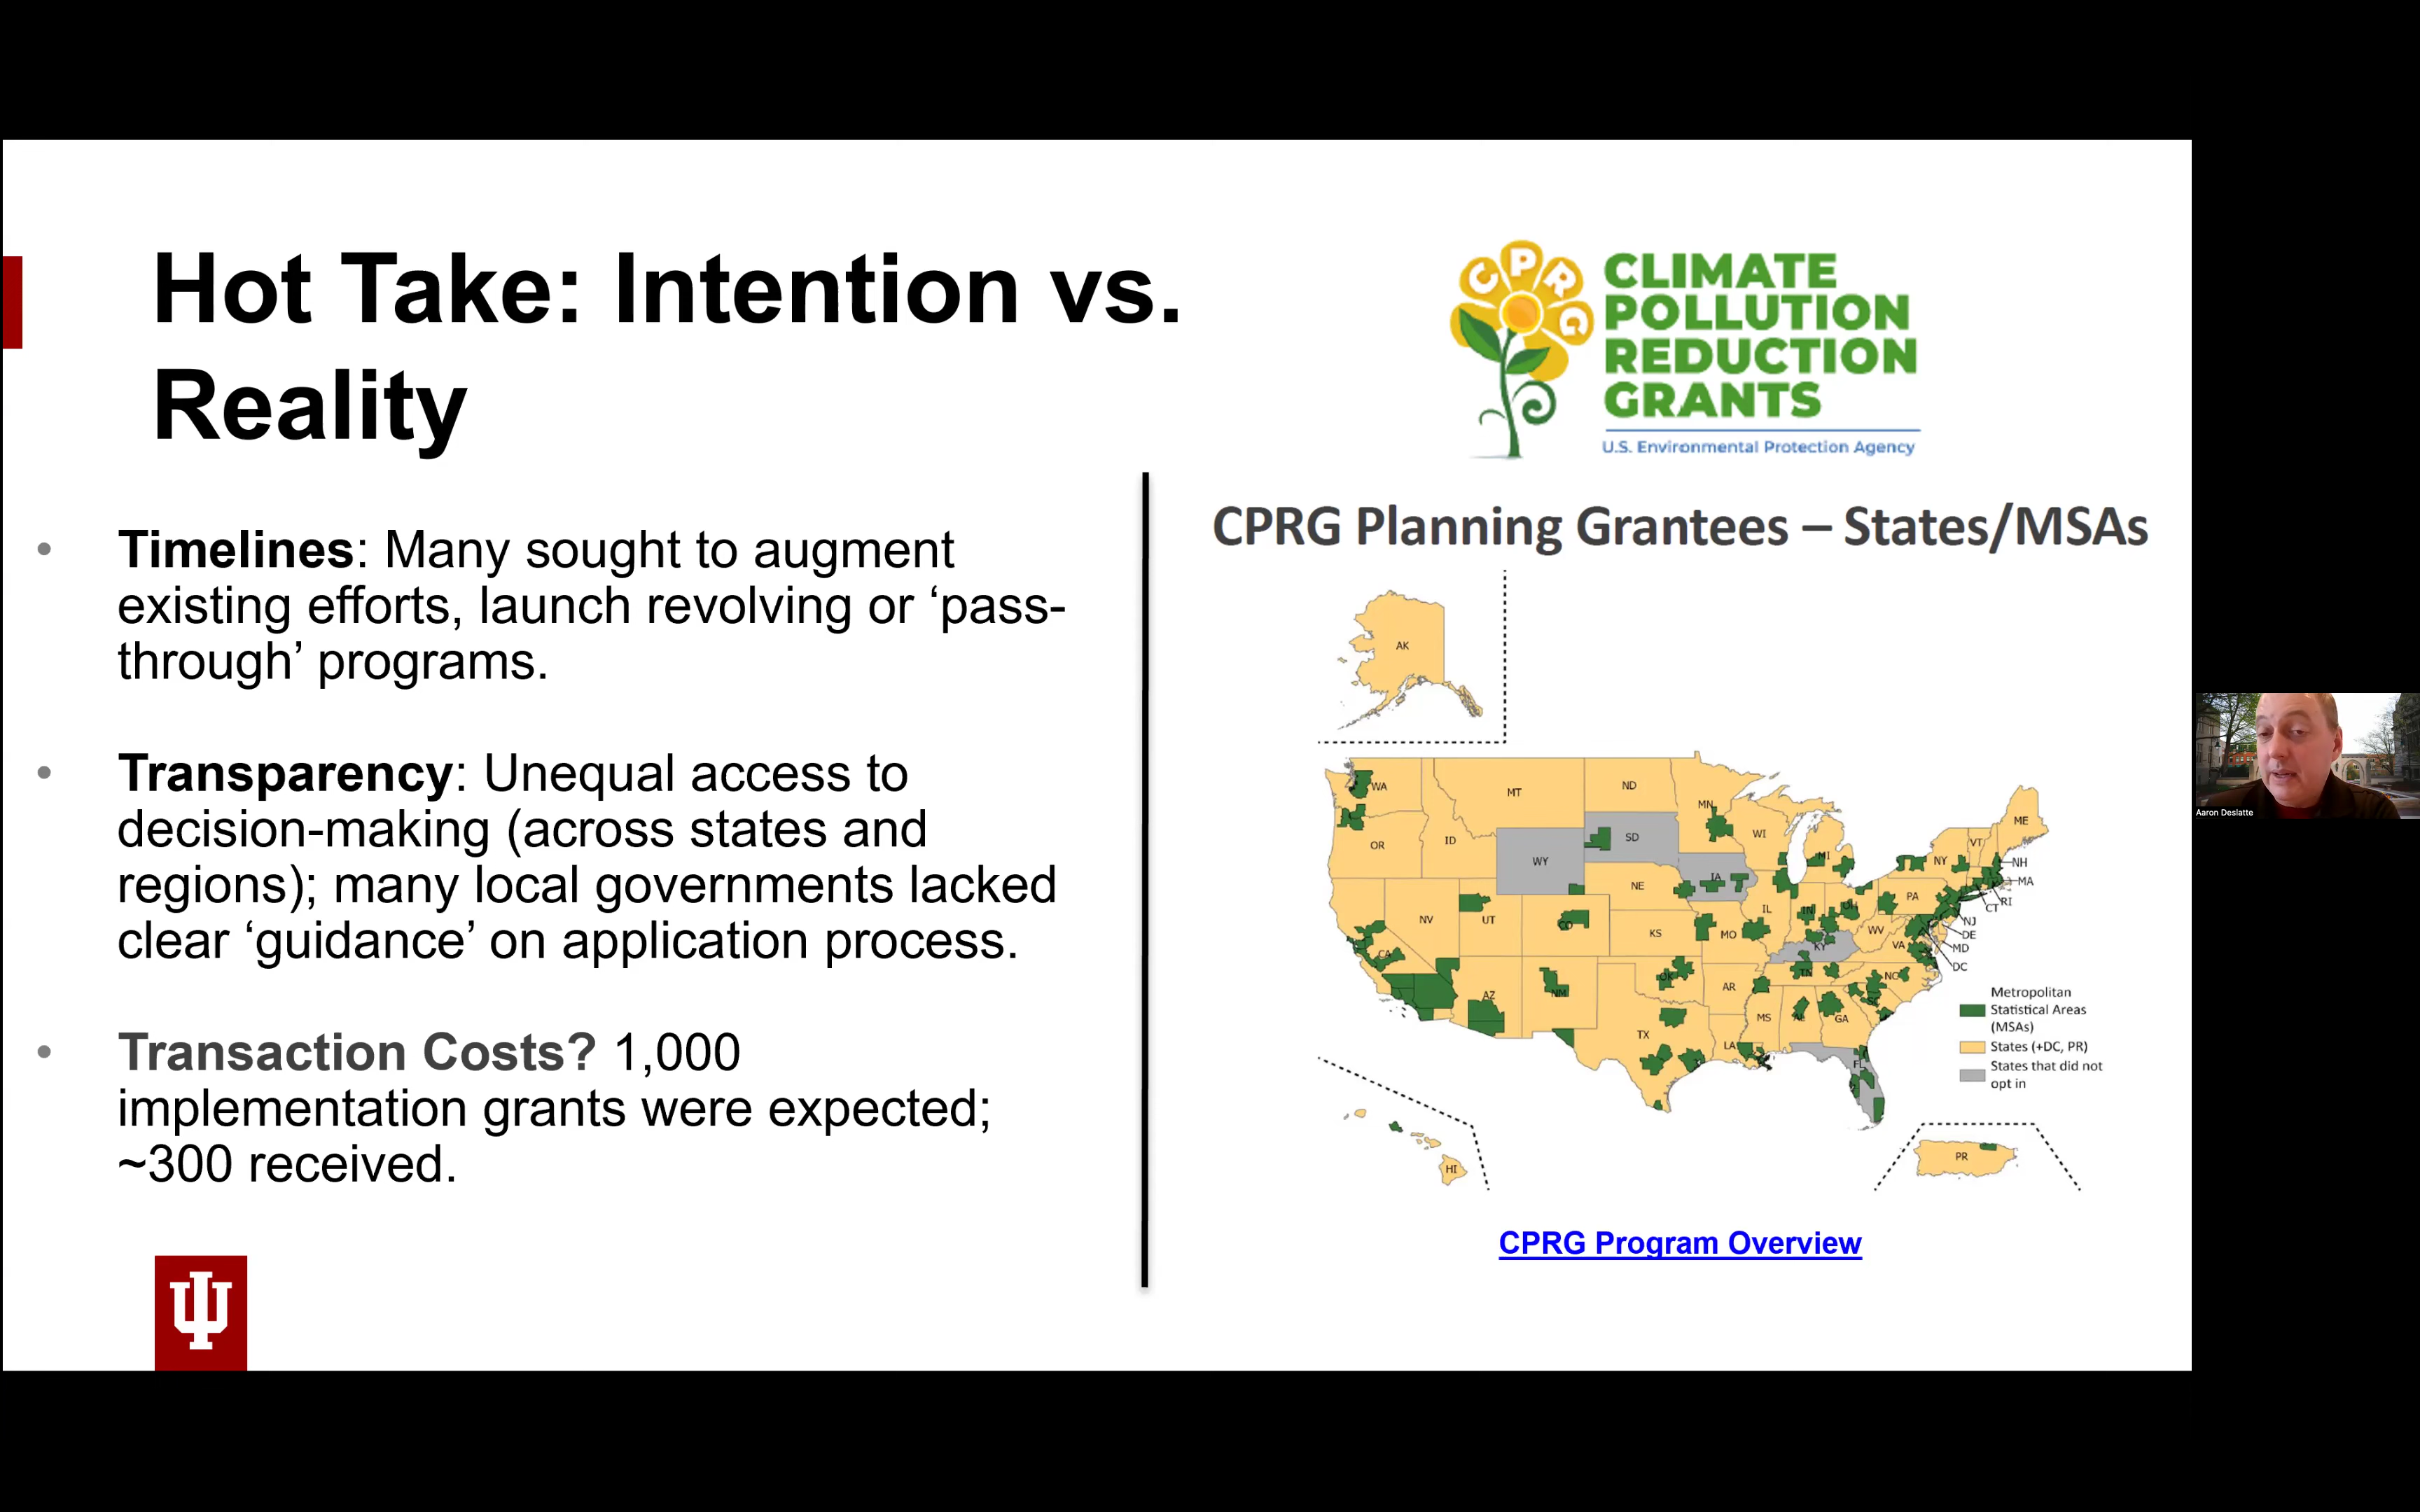 Hot Take: Intention vs.
Reality
• Timelines: Many sought to augment
existing efforts, launch revolving or ‘pass-
through’ programs.
• Transparency: Unequal access to
decision-making (across states and
regions); many local governments lacked
clear ‘guidance’ on application process.
• Transaction Costs? 1,000
implementation grants were expected;
~300 received.
CPRG
CLIMATE
POLLUTION
REDUCTION
GRANTS
U.S. Environmental Protection Agency
CPRG Planning Grantees – States/MSAs
AK
WA
MT
ND
MN
OR
ID
WY
SD
WI
MI
NY
VT
ME
NH
MA
RI
CT
NJ
DE
MD
DC
NV
UT
CO
NE
IA
IL
IN
OH
PA
WV
VA
KY
KS
MO
CA
AZ
NM
OK
AR
TN
NC
SC
TX
LA
MS
AL
GA
FL
HI
PR
Metropolitan
Statistical Areas
(MSAs)
States (+DC, PR)
States that did not
opt in
CPRG Program Overview
Aaron Deslatte